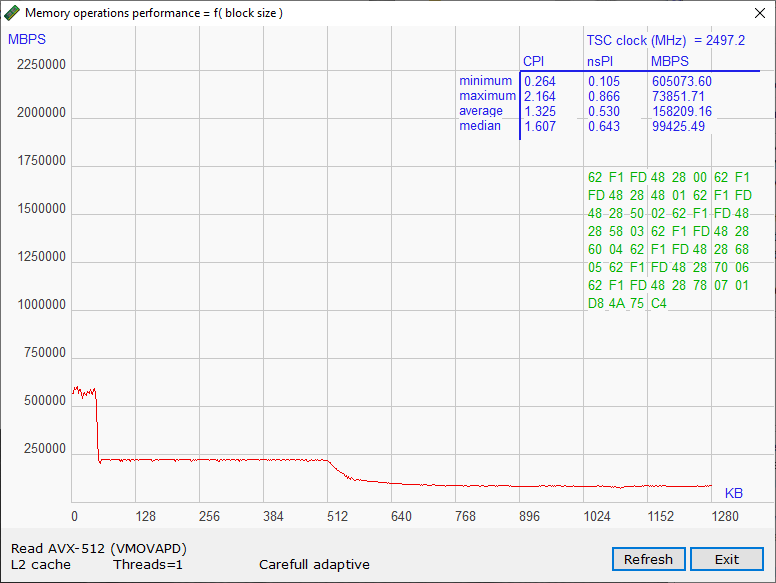 Memory operations performance = f( block size )
MBPS
TSC clock (MHz) = 2497.2
CPI nsPI MBPS
minimum 0.264 0.105 605073.60
maximum 2.164 0.866 73851.71
average 1.325 0.530 158209.16
median 1.607 0.643 99425.49
2250000
2000000
1750000
1500000
1250000
1000000
750000
500000
250000
62 F1 FD 48 28 00 62 F1
FD 48 28 48 01 62 F1 FD
48 28 50 02 62 F1 FD 48
28 58 03 62 F1 FD 48 28
60 04 62 F1 FD 48 28 68
05 62 F1 FD 48 28 70 06
62 F1 FD 48 28 78 07 01
D8 4A 75 C4
KB
0 128 256 384 512 640 768 896 1024 1152 1280
Read AVX-512 (VMOVAPD)
L2 cache Threads=1 Carefull adaptive
Refresh Exit